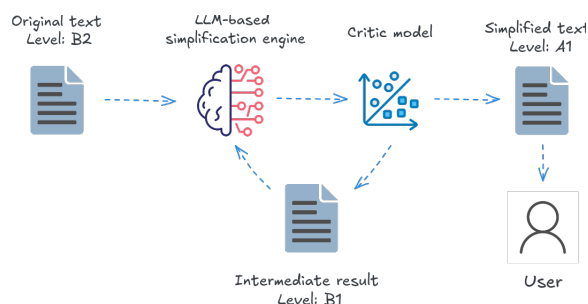 Original text
Level: B2
LLM-based
simplification engine
Critic model
Simplified text
Level: A1
Intermediate result
Level: B1
User